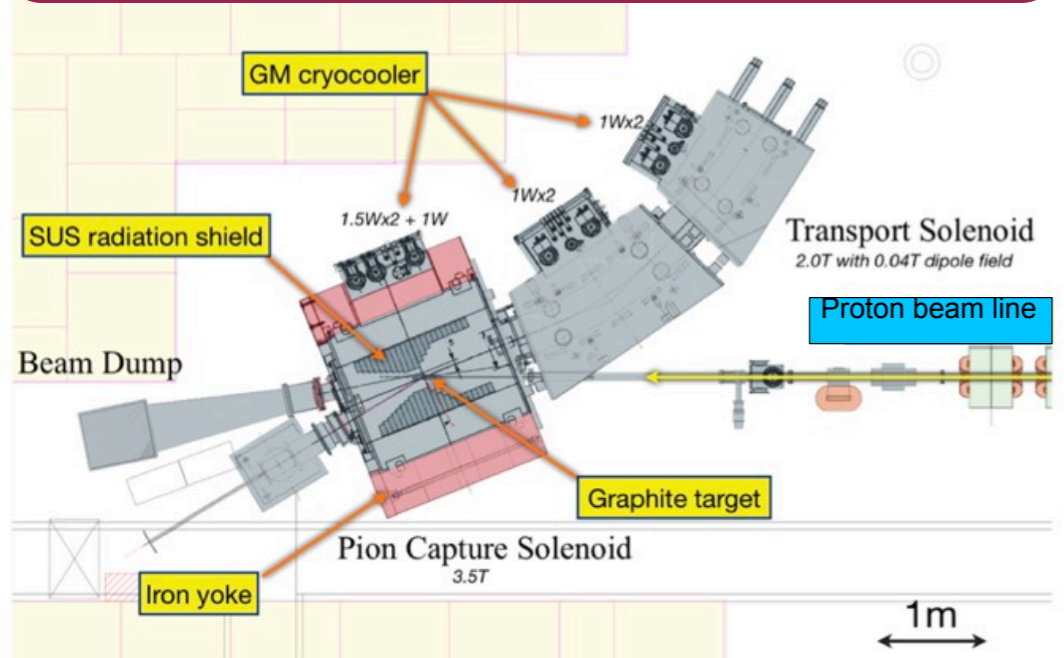 GM cryocooler
1Wx2
1Wx2
1.5Wx2 + 1W
SUS radiation shield
Transport Solenoid
2.0T with 0.04T dipole field
Proton beam line
Beam Dump
Graphite target
Pion Capture Solenoid
3.5T
Iron yoke
1m